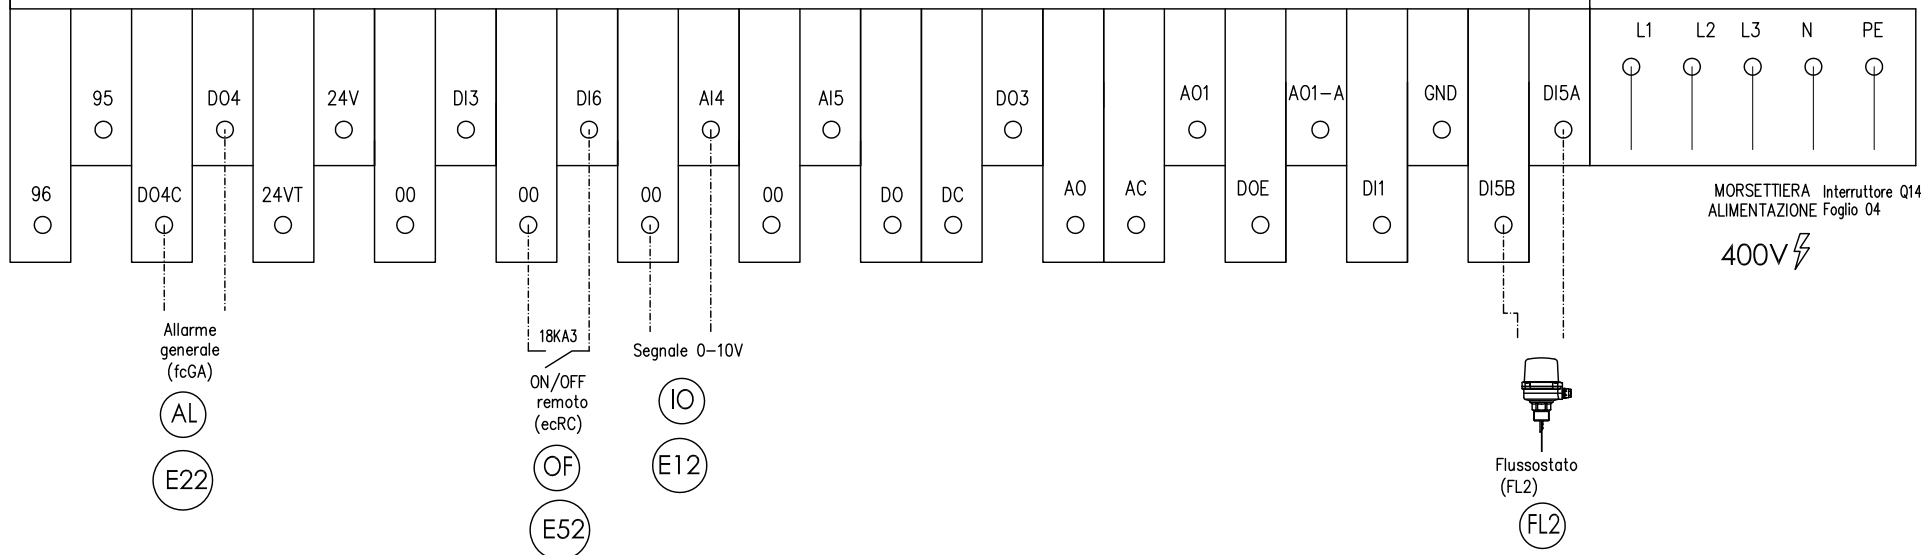 L1 L2 L3 N PE
95 DO4 24V DI3 DI6 AI4 AI5 DO3 AO1 AO1-A GND DI5A
96 DO4C 24VT 00 00 00 00 DO DC AO AC DOE DI1 DI5B
MORSETTIERA Interruttore Q14
ALIMENTAZIONE Foglio 04
400V
Allarme
generale
(fcGA)
AL
E22
18KA3
ON/OFF
remoto
(ecRC)
OF
E52
Segnale 0-10V
IO
E12
Flussostato
(FL2)
FL2